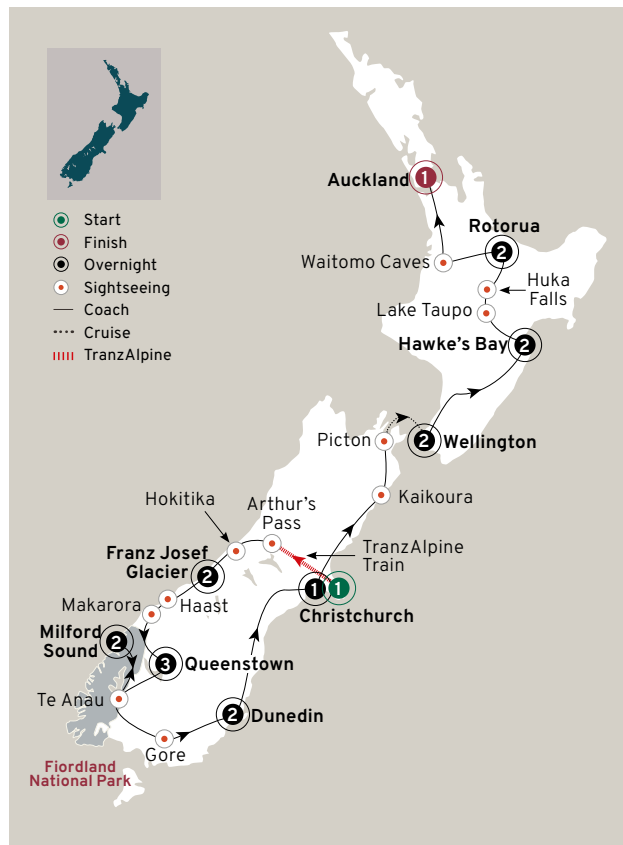 Start
Finish
Overnight
Sightseeing
Coach
Cruise
TranzAlpine
Auckland
1
Rotorua
2
Waitomo Caves
Huka
Falls
Lake Taupo
Hawke's Bay
2
Picton
2
Wellington
Kaikoura
Hokitika
Arthur's
Pass
TranzAlpine
Train
Franz Josef
Glacier
2
1
1
Christchurch
Haast
Makarora
Milford
Sound
2
3
Queenstown
Te Anau
2
Dunedin
Gore
Fiordland
National Park